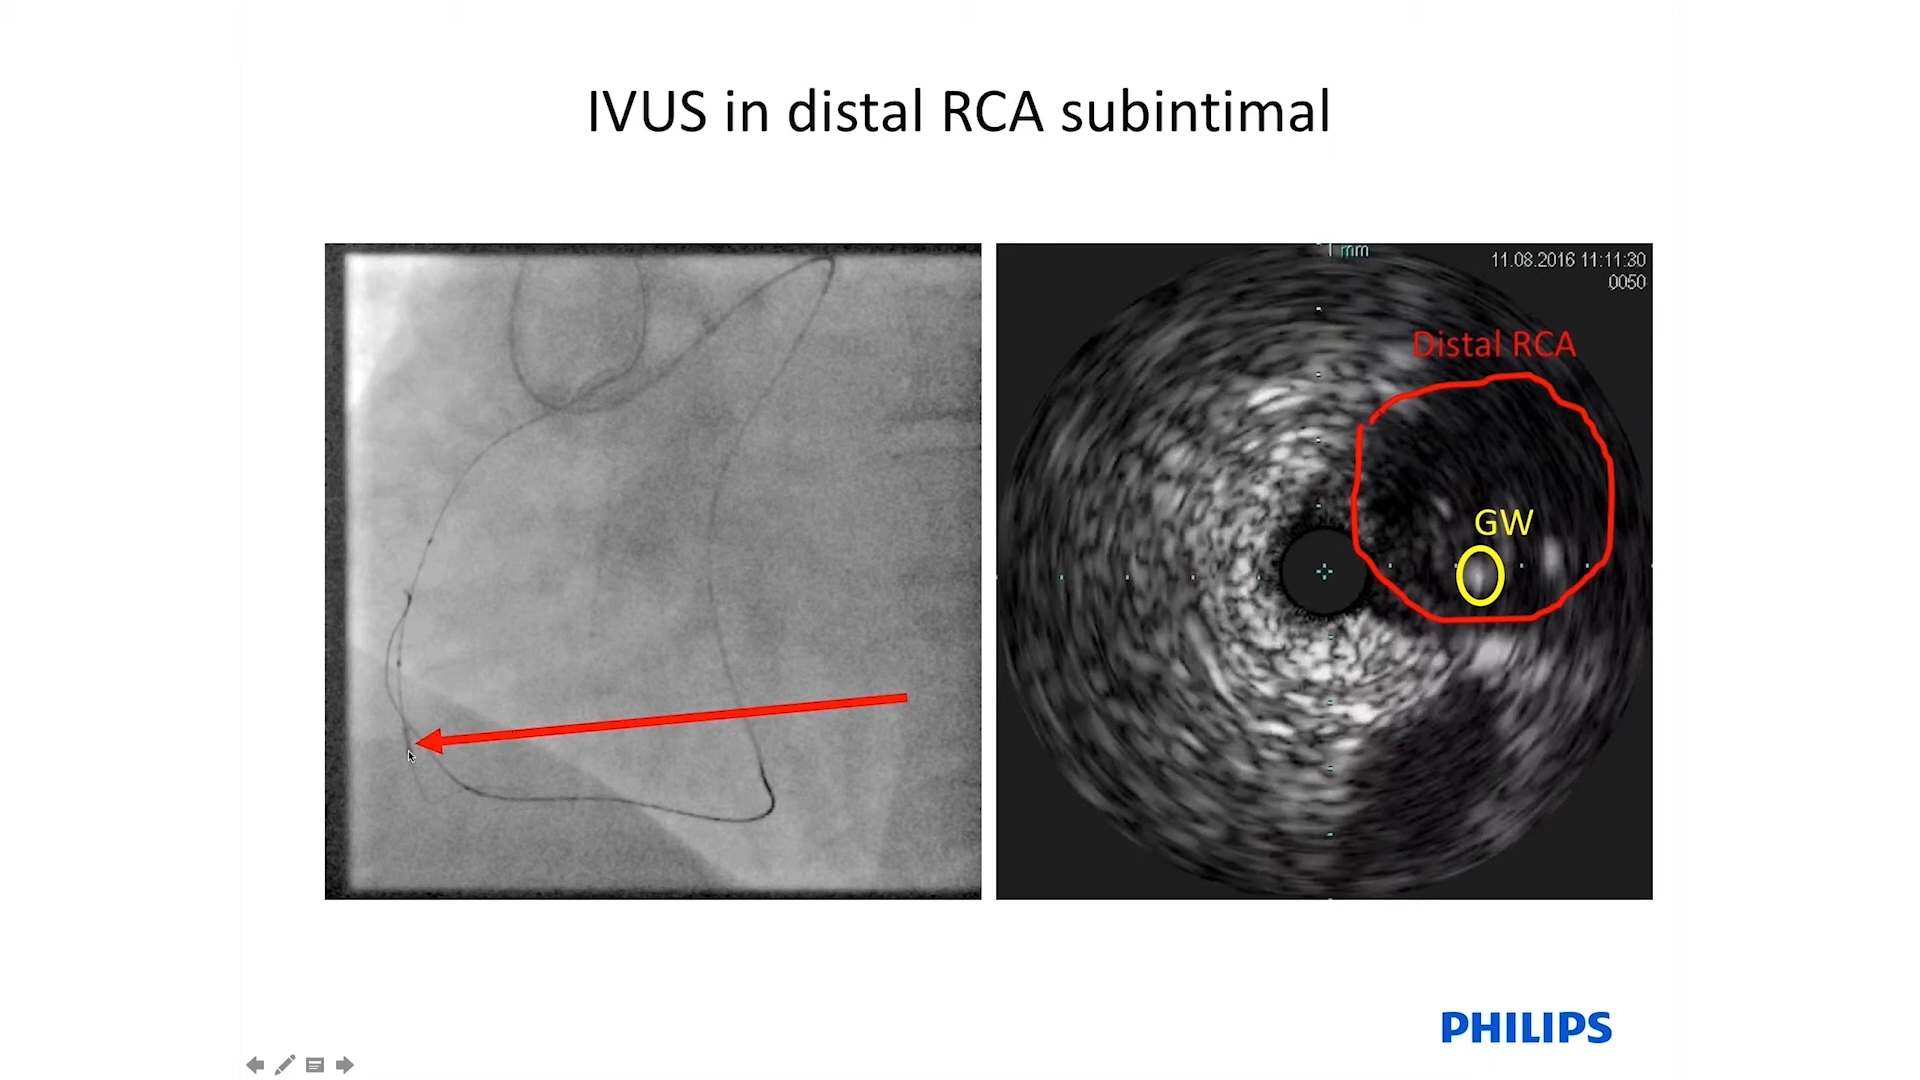 IVUS in distal RCA subintimal
1 mm
11.08.2016 11:11:30
0050
Distal RCA
GW
PHILIPS